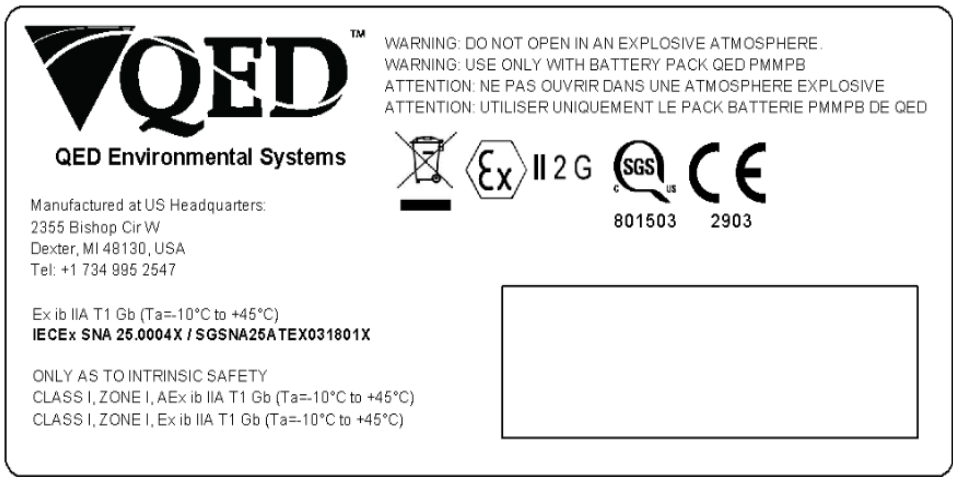 QED™
QED Environmental Systems
WARNING: DO NOT OPEN IN AN EXPLOSIVE ATMOSPHERE.
WARNING: USE ONLY WITH BATTERY PACK QED PMMPB
ATTENTION: NE PAS OUVRIR DANS UNE ATMOSPHERE EXPLOSIVE
ATTENTION: UTILISER UNIQUEMENT LE PACK BATTERIE PMMPB DE QED
Ex II 2 G
SGS
C US
CE
801503 2903
Manufactured at US Headquarters:
2355 Bishop Cir W
Dexter, MI 48130, USA
Tel: +1 734 995 2547
Ex ib IIA T1 Gb (Ta=-10°C to +45°C)
IECEx SNA 25.0004X / SGSNA25ATEX031801X
ONLY AS TO INTRINSIC SAFETY
CLASS I, ZONE I, AEx ib IIA T1 Gb (Ta=-10°C to +45°C)
CLASS I, ZONE I, Ex ib IIA T1 Gb (Ta=-10°C to +45°C)